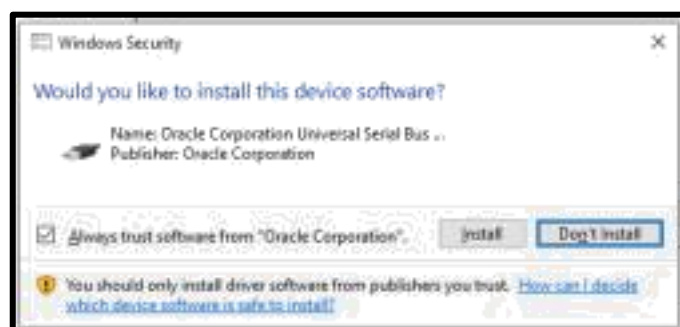 Windows Security
Would you like to install this device software?
Name: Oracle Corporation Universal Serial Bus ...
Publisher: Oracle Corporation
Always trust software from "Oracle Corporation".
Install
Don't Install
You should only install driver software from publishers you trust. How can I decide
which device software is safe to install?